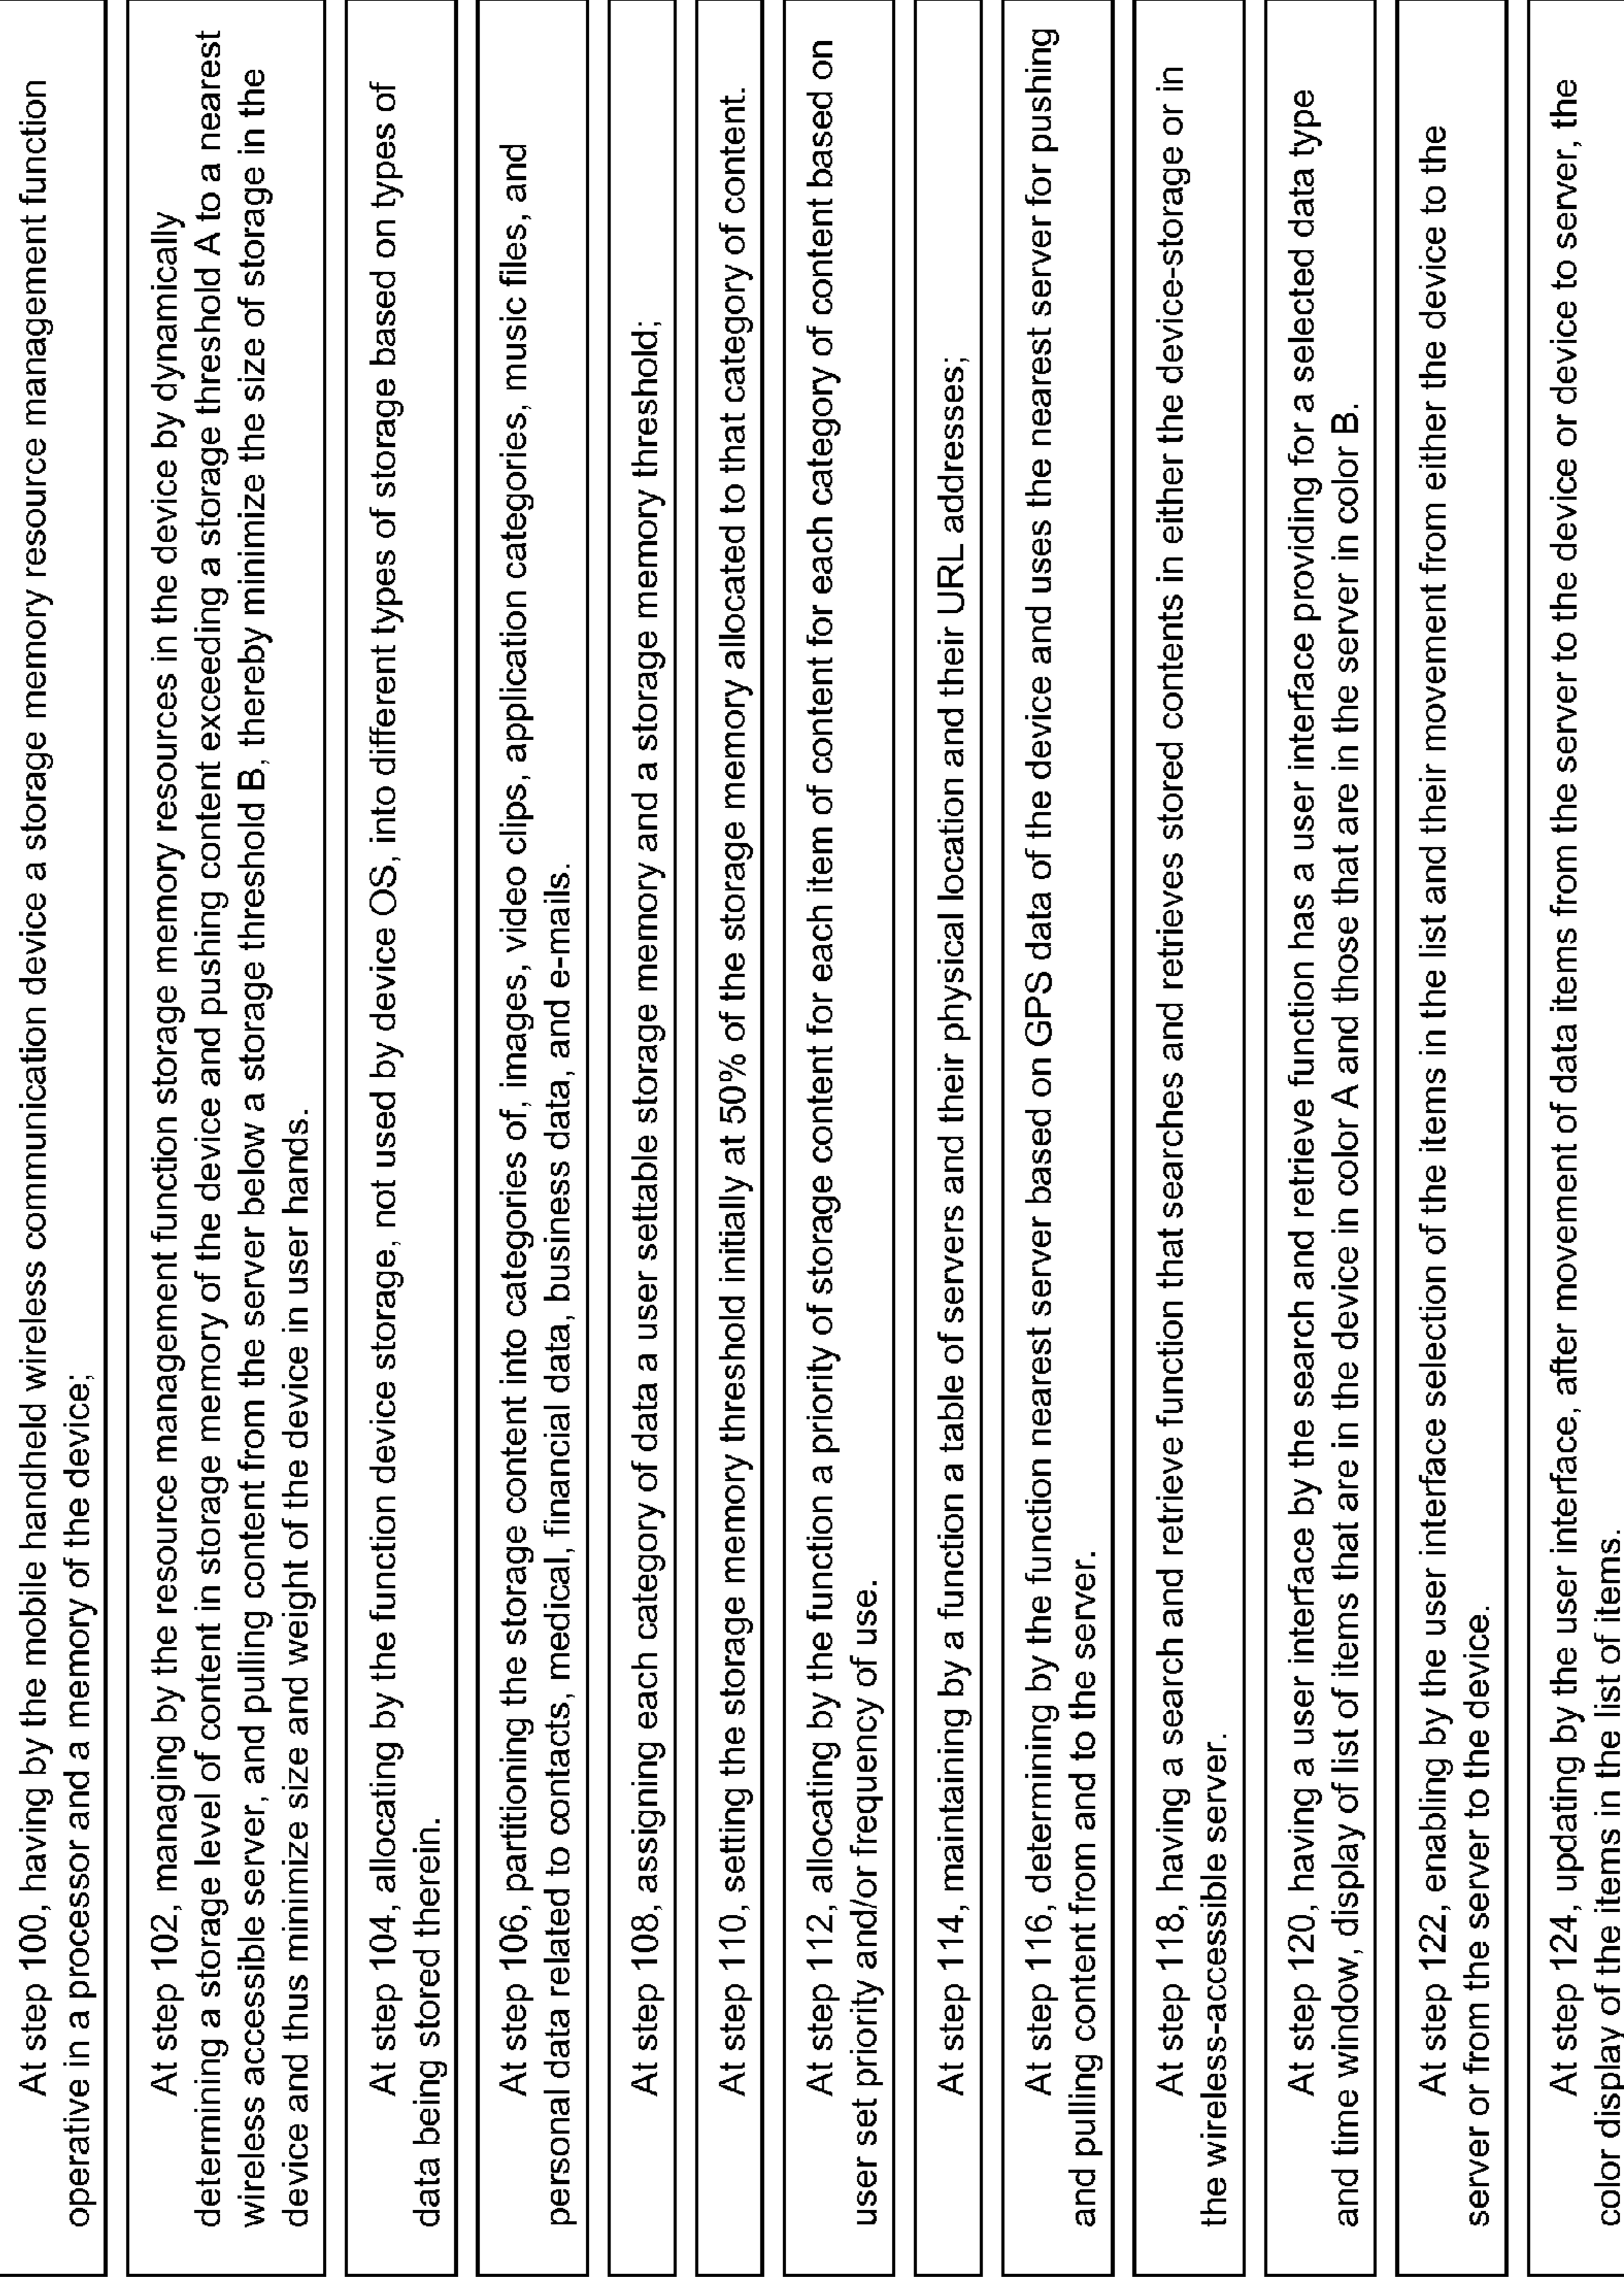 At step 100, having by the mobile handheld wireless communication device a storage memory resource management function
operative in a processor and a memory of the device;
At step 102, managing by the resource management function storage memory resources in the device by dynamically
determining a storage level of content in storage memory of the device and pushing content exceeding a storage threshold A to a nearest
wireless accessible server, and pulling content from the server below a storage threshold B, thereby minimize the size of storage in the
device and thus minimize size and weight of the device in user hands.
At step 104, allocating by the function device storage, not used by device OS, into different types of storage based on types of
data being stored therein.
At step 106, partitioning the storage content into categories of, images, video clips, application categories, music files, and
personal data related to contacts, medical, financial data, business data, and e-mails.
At step 108, assigning each category of data a user settable storage memory and a storage memory threshold;
At step 110, setting the storage memory threshold initially at 50% of the storage memory allocated to that category of content.
At step 112, allocating by the function a priority of storage content for each item of content for each category of content based on
user set priority and/or frequency of use.
At step 114, maintaining by a function a table of servers and their physical location and their URL addresses;
At step 116, determining by the function nearest server based on GPS data of the device and uses the nearest server for pushing
and pulling content from and to the server.
At step 118, having a search and retrieve function that searches and retrieves stored contents in either the device-storage or in
the wireless-accessible server.
At step 120, having a user interface by the search and retrieve function has a user interface providing for a selected data type
and time window, display of list of items that are in the device in color A and those that are in the server in color B.
At step 122, enabling by the user interface selection of the items in the list and their movement from either the device to the
server or from the server to the device.
At step 124, updating by the user interface, after movement of data items from the server to the device or device to server, the
color display of the items in the list of items.